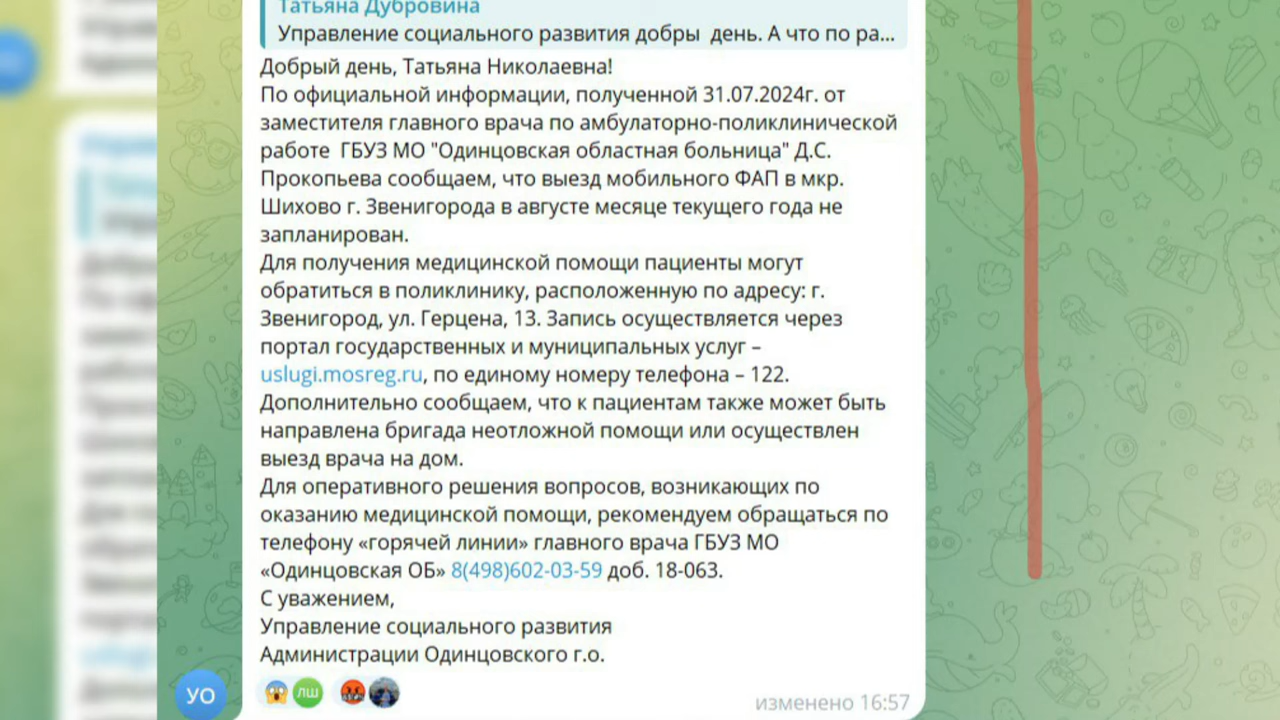 Татьяна Дубровина
Управление социального развития добры день. А что по ра...
Добрый день, Татьяна Николаевна!
По официальной информации, полученной 31.07.2024г. от
заместителя главного врача по амбулаторно-поликлинической
работе ГБУЗ МО "Одинцовская областная больница" Д.С.
Прокопьева сообщаем, что выезд мобильного ФАП в мкр.
Шихово г. Звенигорода в августе месяце текущего года не
запланирован.
Для получения медицинской помощи пациенты могут
обратиться в поликлинику, расположенную по адресу: г.
Звенигород, ул. Герцена, 13. Запись осуществляется через
портал государственных и муниципальных услуг –
uslugi.mosreg.ru, по единому номеру телефона – 122.
Дополнительно сообщаем, что к пациентам также может быть
направлена бригада неотложной помощи или осуществлен
выезд врача на дом.
Для оперативного решения вопросов, возникающих по
оказанию медицинской помощи, рекомендуем обращаться по
телефону «горячей линии» главного врача ГБУЗ МО
«Одинцовская ОБ» 8(498)602-03-59 доб. 18-063.
С уважением,
Управление социального развития
Администрации Одинцовского г.о.
УО
ЛШ
изменено 16:57